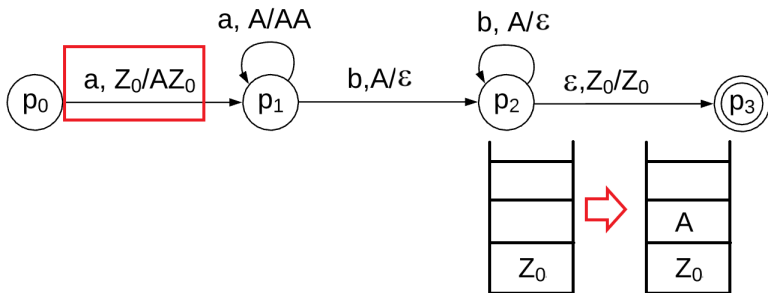 a, A/AA
b, A/ε
a, Z₀/AZ₀
b,A/ε
ε,Z₀/Z₀
p₀
p₁
p₂
p₃
A
Z₀
Z₀